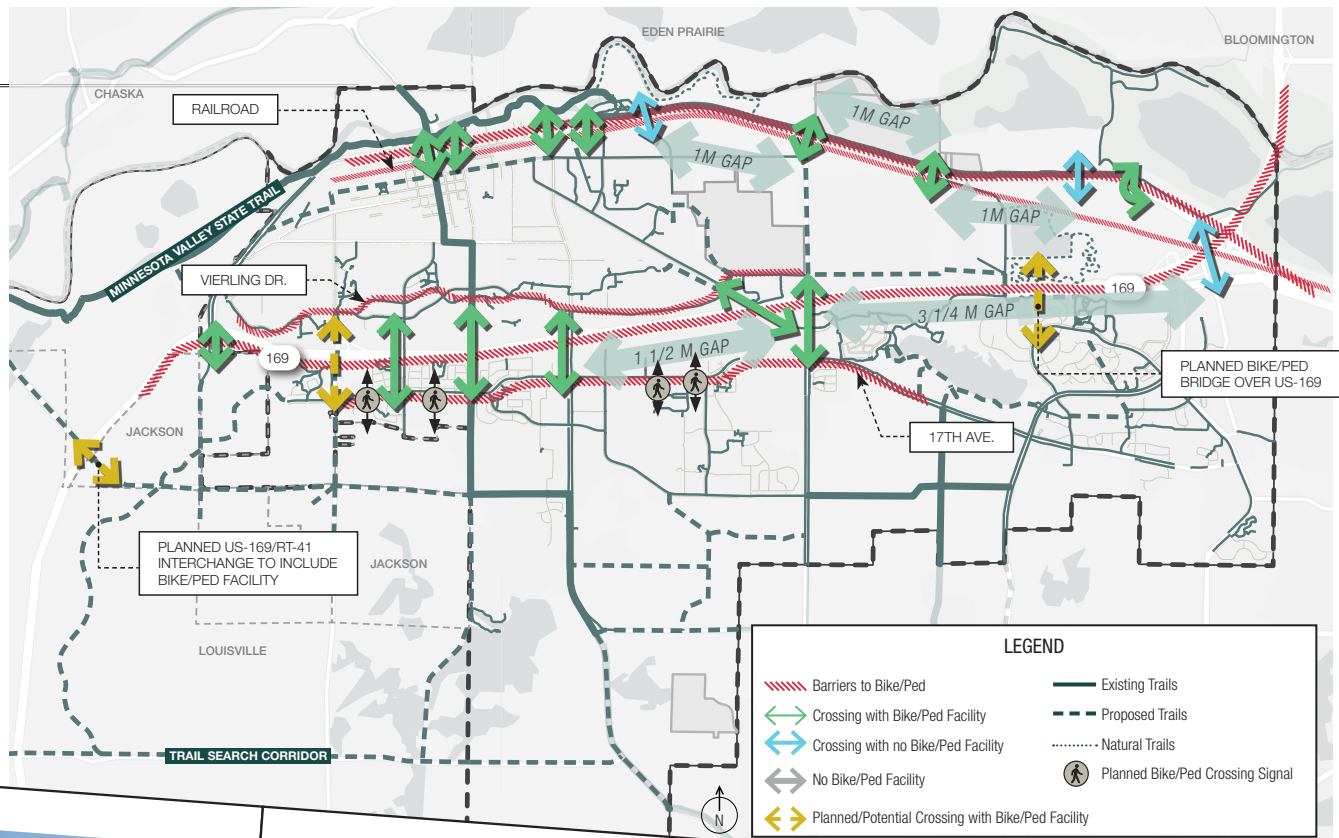 EDEN PRAIRIE
BLOOMINGTON
CHASKA
RAILROAD
1M GAP
1M GAP
1M GAP
MINNESOTA VALLEY STATE TRAIL
VIERLING DR.
169
169
3 1/4 M GAP
1 1/2 M GAP
PLANNED BIKE/PED
BRIDGE OVER US-169
17TH AVE.
JACKSON
PLANNED US-169/RT-41
INTERCHANGE TO INCLUDE
BIKE/PED FACILITY
JACKSON
LOUISVILLE
TRAIL SEARCH CORRIDOR
N
LEGEND
Barriers to Bike/Ped
Crossing with Bike/Ped Facility
Crossing with no Bike/Ped Facility
No Bike/Ped Facility
Planned/Potential Crossing with Bike/Ped Facility
Existing Trails
Proposed Trails
Natural Trails
Planned Bike/Ped Crossing Signal